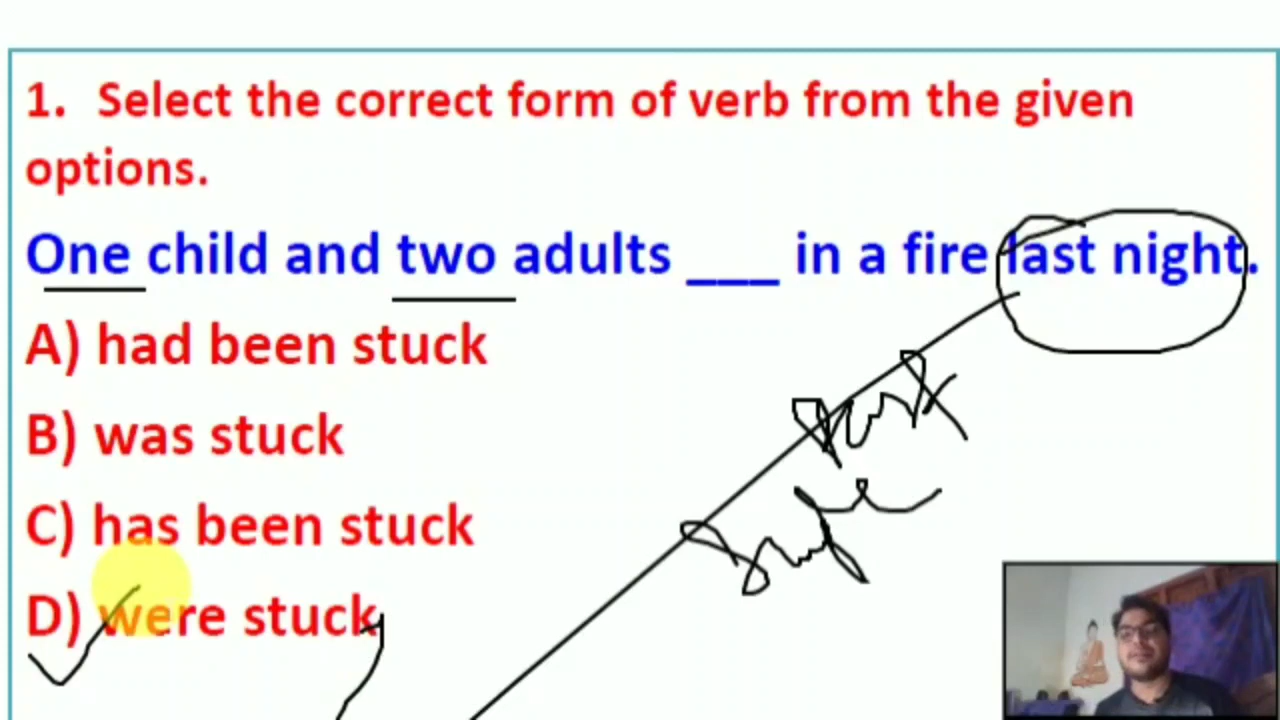 1. Select the correct form of verb from the given
options.
One child and two adults ___ in a fire last night.
A) had been stuck
B) was stuck
C) has been stuck
D) were stuck